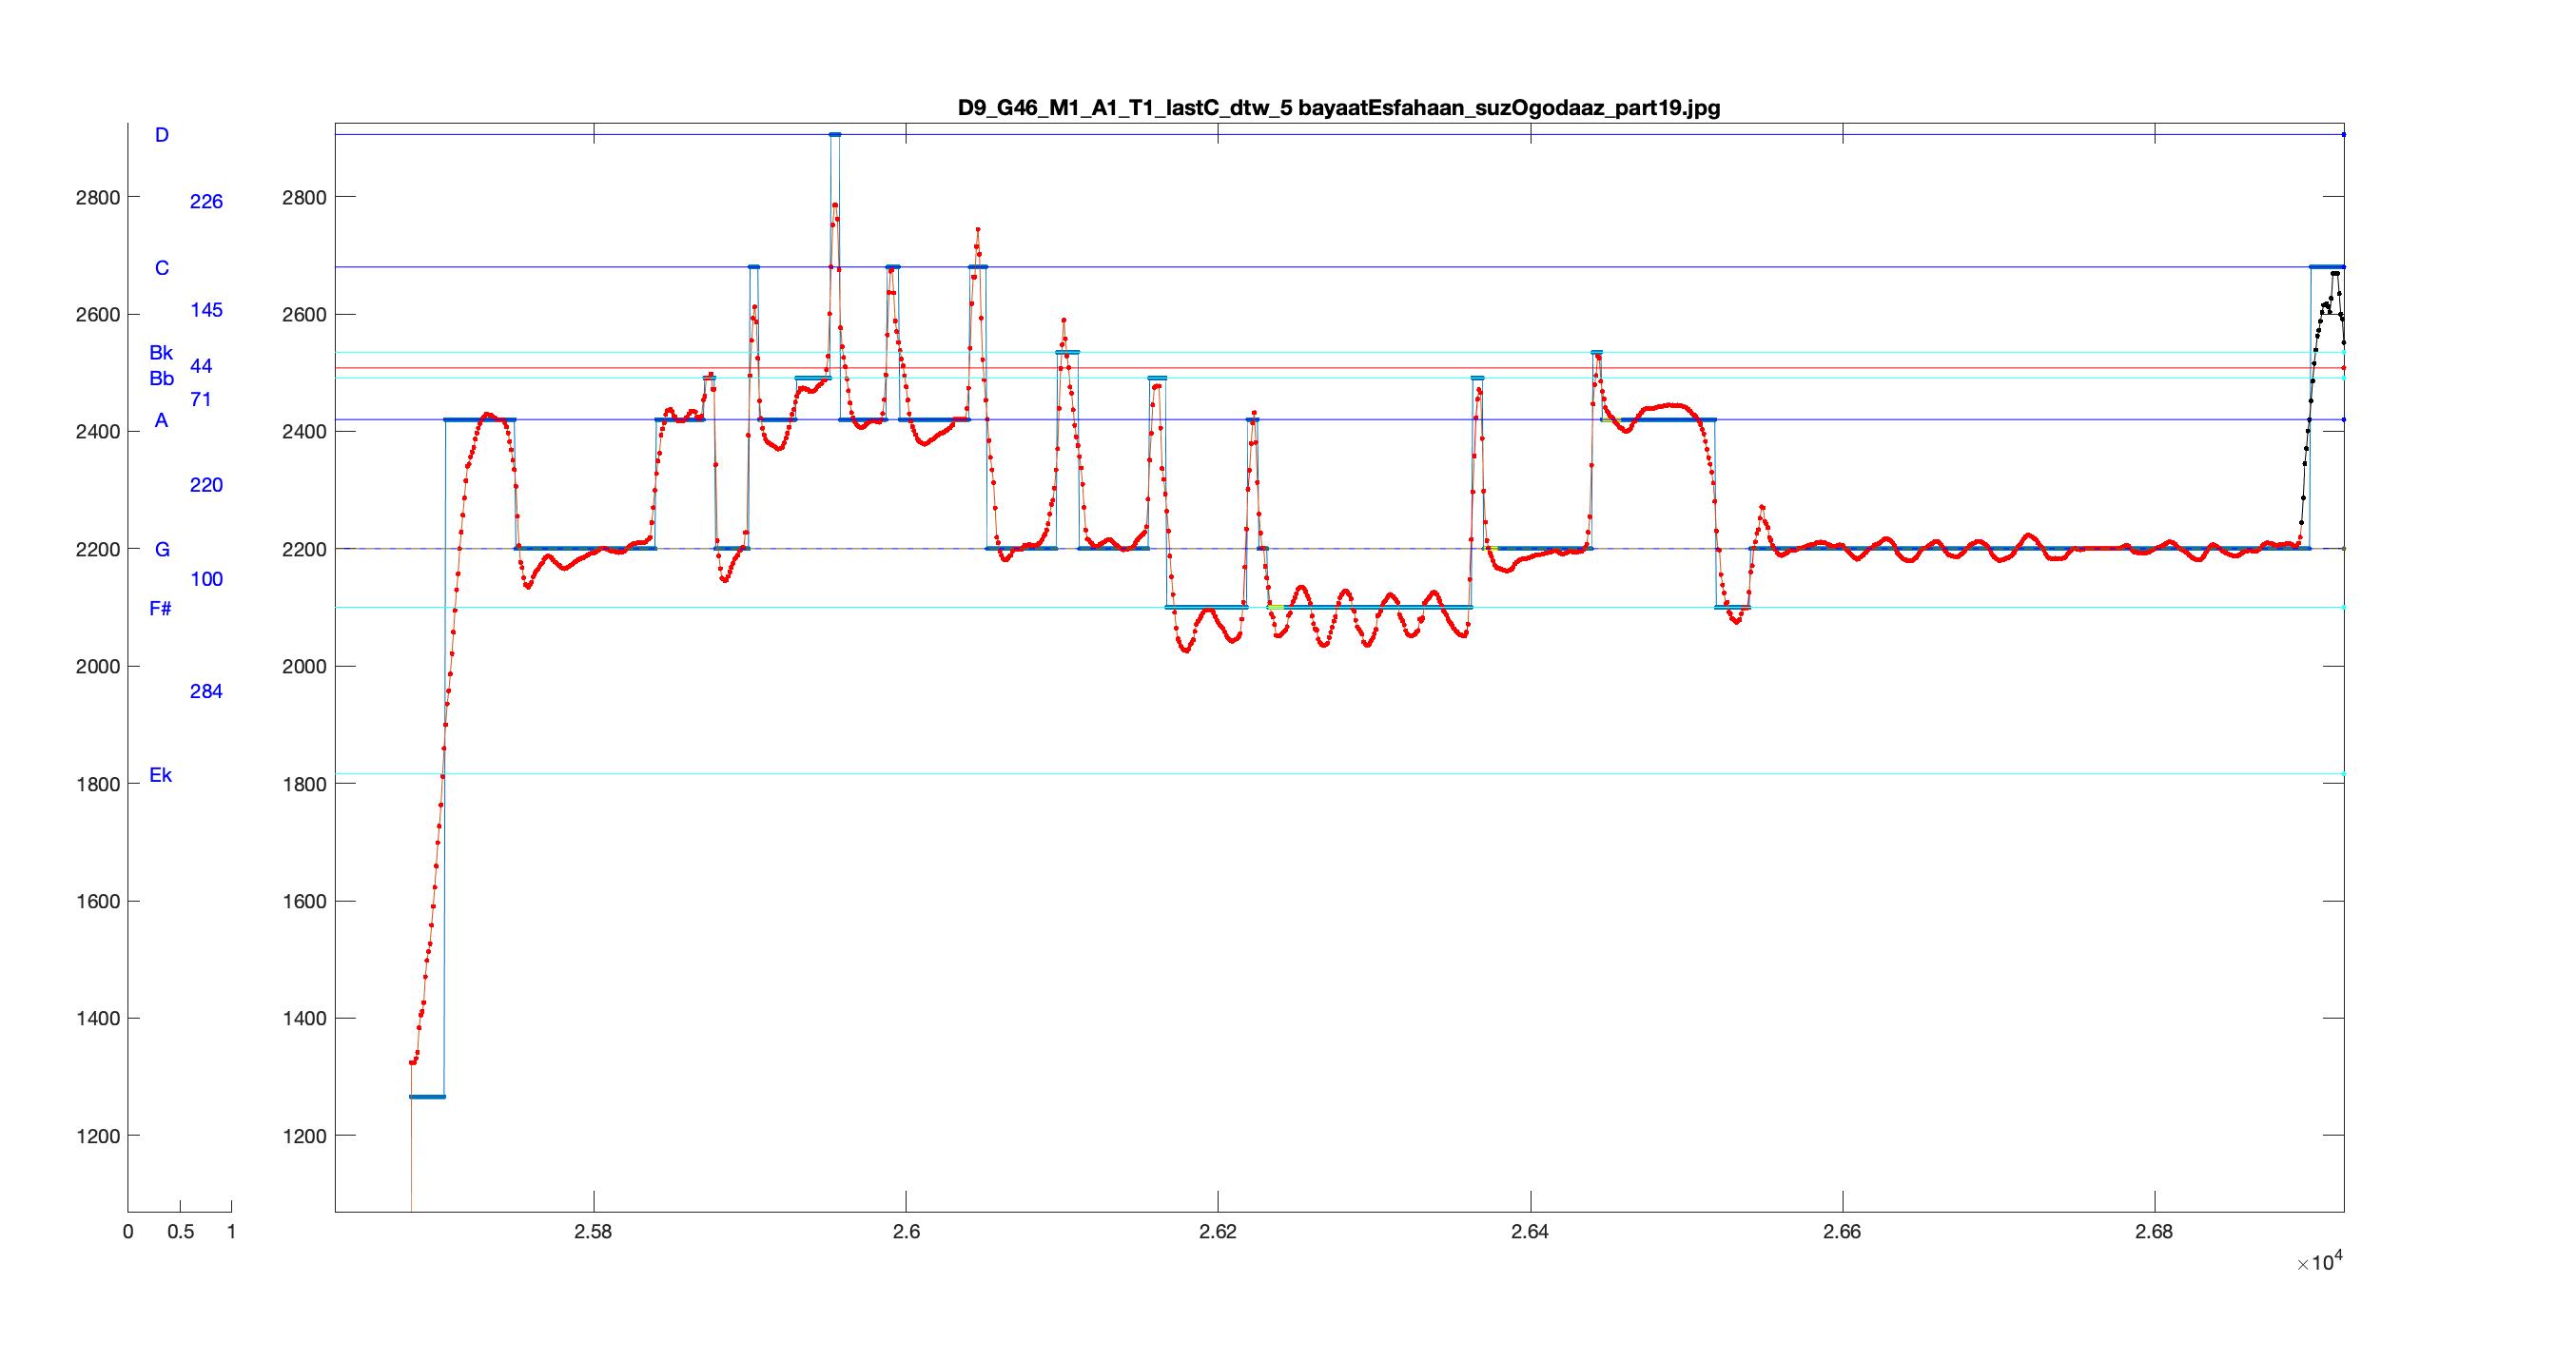 D9_G46_M1_A1_T1_lastC_dtw_5 bayaatEsfahaan_suzOgodaaz_part19.jpg
D
2800 226 2800
C
145
2600 2600
Bk
44
Bb
71
A
2400 2400
220
G
2200 2200
100
F#
2000 2000
284
Ek
1800 1800
1600 1600
1400 1400
1200 1200
0 0.5 1 2.58 2.6 2.62 2.64 2.66 2.68
×10^4